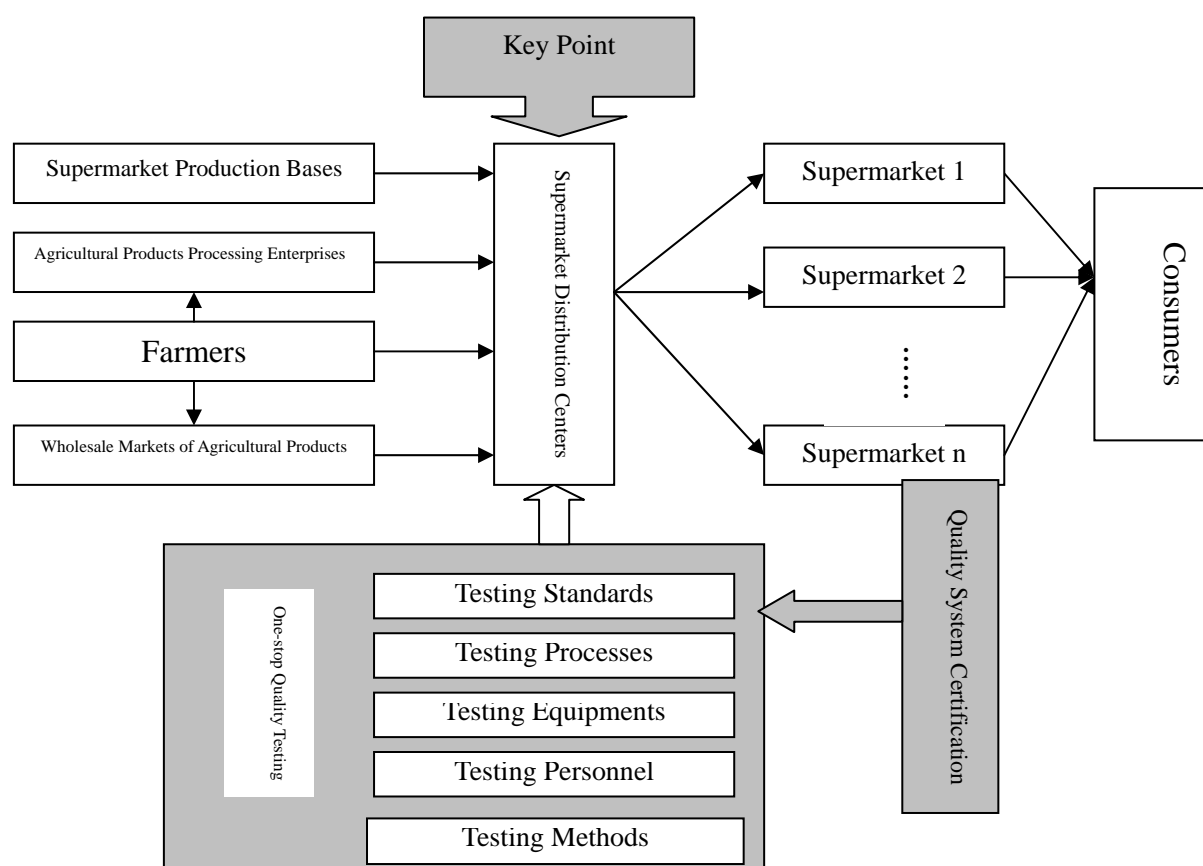 Key Point
Supermarket Production Bases
Agricultural Products Processing Enterprises
Farmers
Wholesale Markets of Agricultural Products
Supermarket Distribution Centers
Supermarket 1
Supermarket 2
......
Supermarket n
Consumers
One-stop Quality Testing
Testing Standards
Testing Processes
Testing Equipments
Testing Personnel
Testing Methods
Quality System Certification